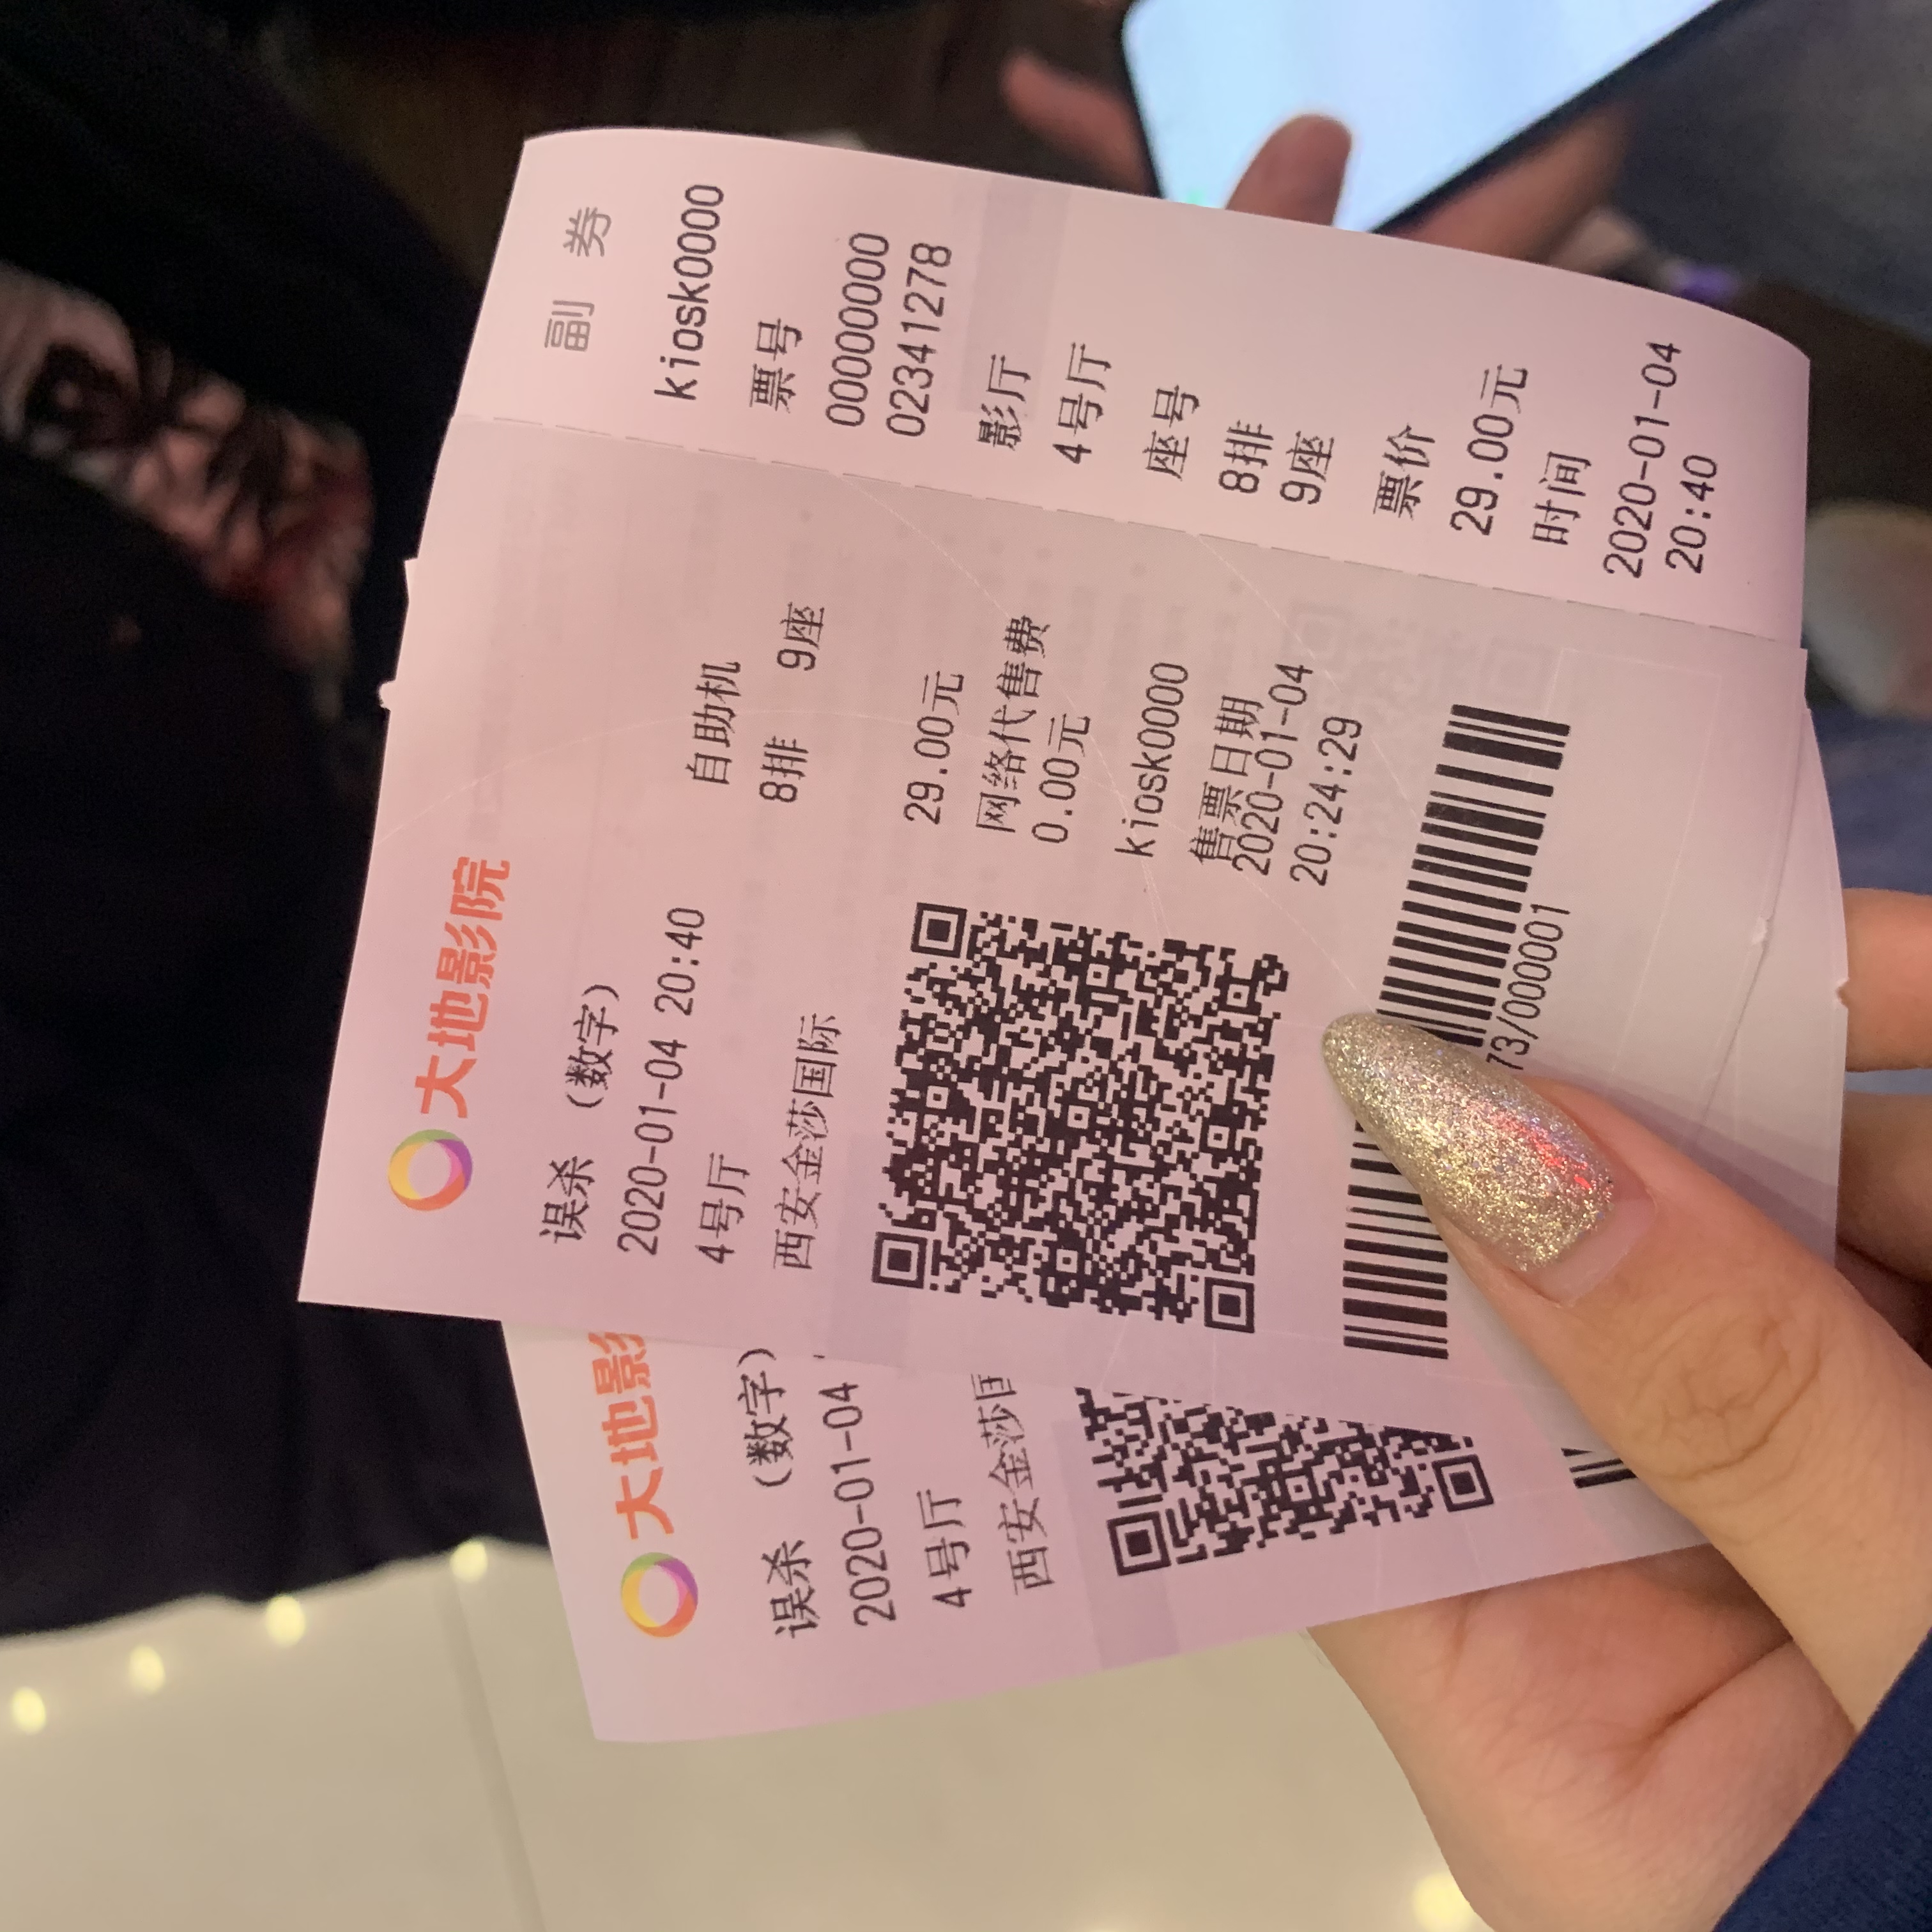 大地影院
误杀 （数字）
2020-01-04 20:40
自助机
4号厅
8排 9座
西安金莎国际
29.00元
网络代售费
0.00元
kiosk0000
售票日期
2020-01-04
20:24:29
73/000001
副 券
kiosk0000
票号
00000000
02341278
影厅
4号厅
座号
8排
9座
票价
29.00元
时间
2020-01-04
20:40
大地影
误杀 （数字）
2020-01-04
4号厅
西安金莎国